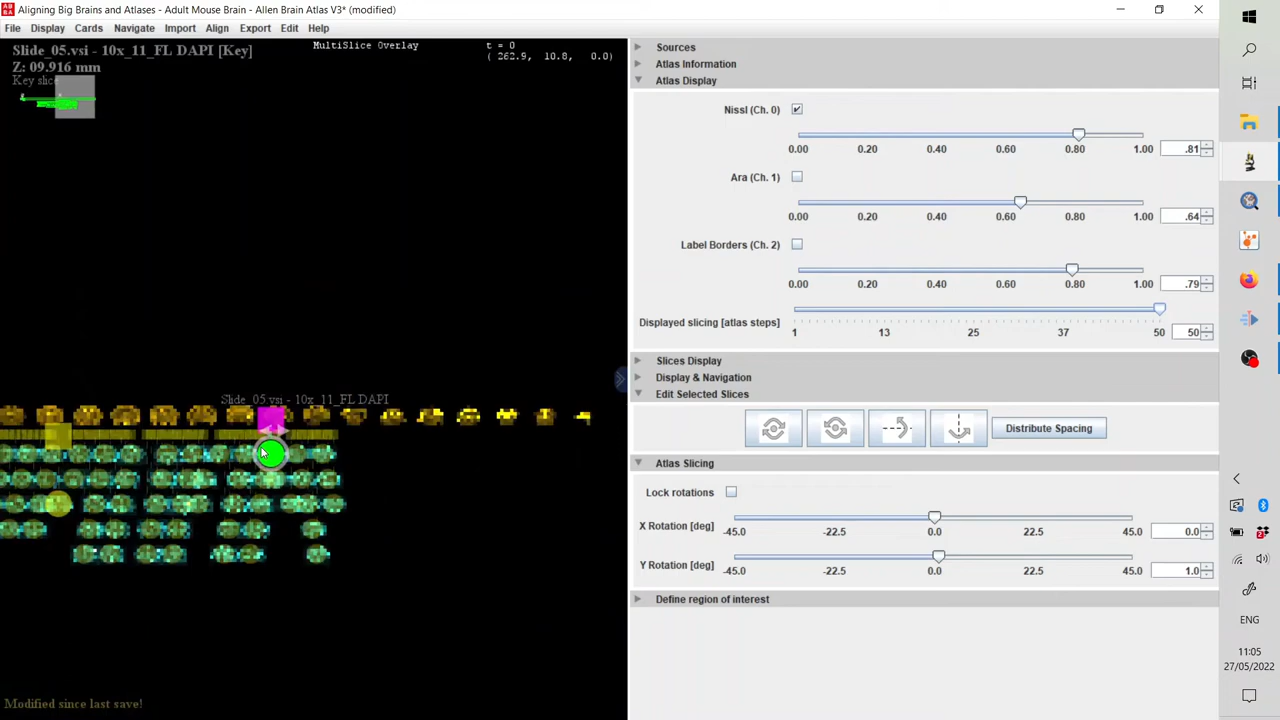 Aligning Big Brains and Atlases - Adult Mouse Brain - Allen Brain Atlas V3* (modified)
File Display Cards Navigate Import Align Export Edit Help
Slide_05.vsi - 10x_11_FL DAPI [Key]
MultiSlice Overlay
t = 0
( 262.9, 10.8, 0.0)
Z: 09.916 mm
Key slice
Slide_05.vsi - 10x_11_FL DAPI
Modified since last save!
Sources
Atlas Information
Atlas Display
Nissl (Ch. 0)
0.00 0.20 0.40 0.60 0.80 1.00 .81
Ara (Ch. 1)
0.00 0.20 0.40 0.60 0.80 1.00 .64
Label Borders (Ch. 2)
0.00 0.20 0.40 0.60 0.80 1.00 .79
Displayed slicing [atlas steps]
1 13 25 37 50 50
Slices Display
Display & Navigation
Edit Selected Slices
Distribute Spacing
Atlas Slicing
Lock rotations
X Rotation [deg]
-45.0 -22.5 0.0 22.5 45.0 0.0
Y Rotation [deg]
-45.0 -22.5 0.0 22.5 45.0 1.0
Define region of interest
ENG
11:05
27/05/2022